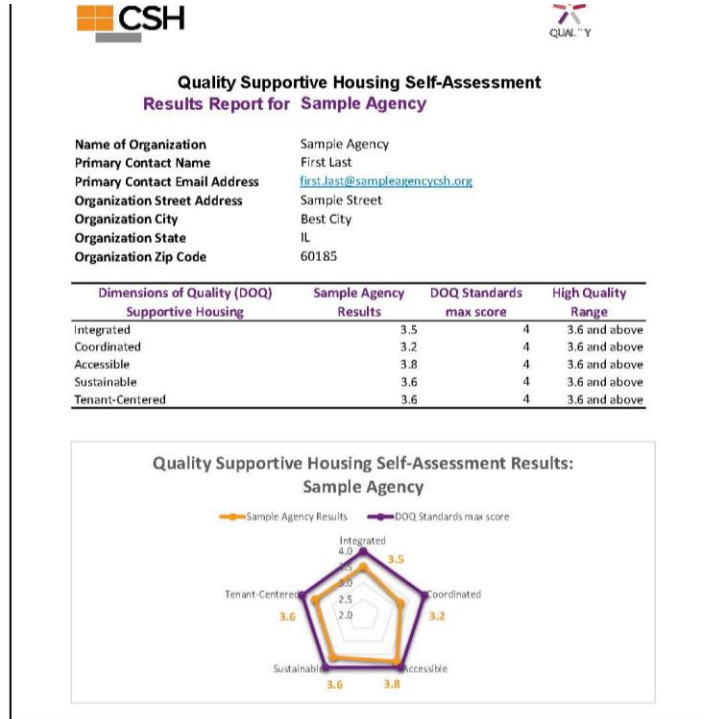 CSH
QUAL
Y
Quality Supportive Housing Self-Assessment
Results Report for Sample Agency
Name of Organization Sample Agency
Primary Contact Name First Last
Primary Contact Email Address first.last@sampleagencycsh.org
Organization Street Address Sample Street
Organization City Best City
Organization State IL
Organization Zip Code 60185
Dimensions of Quality (DOQ) Sample Agency DOQ Standards High Quality
Supportive Housing Results max score Range
Integrated 3.5 4 3.6 and above
Coordinated 3.2 4 3.6 and above
Accessible 3.8 4 3.6 and above
Sustainable 3.6 4 3.6 and above
Tenant-Centered 3.6 4 3.6 and above
Quality Supportive Housing Self-Assessment Results:
Sample Agency
Sample Agency Results DOQ Standards max score
Integrated
4.0
3.5
3.0
Tenant-Centered 2.5 Coordinated
3.6 2.0 3.2
Sustainable Accessible
3.6 3.8